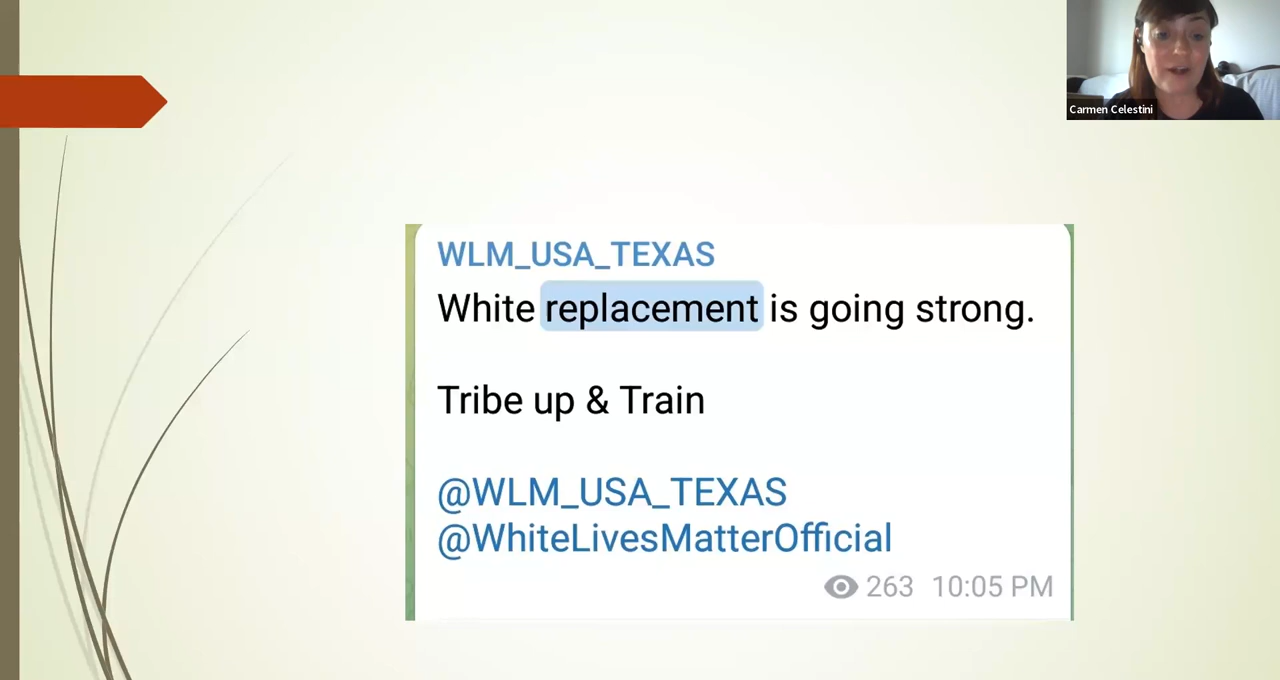 Carmen Celestini
WLM_USA_TEXAS
White replacement is going strong.
Tribe up & Train
@WLM_USA_TEXAS
@WhiteLivesMatterOfficial
263 10:05 PM